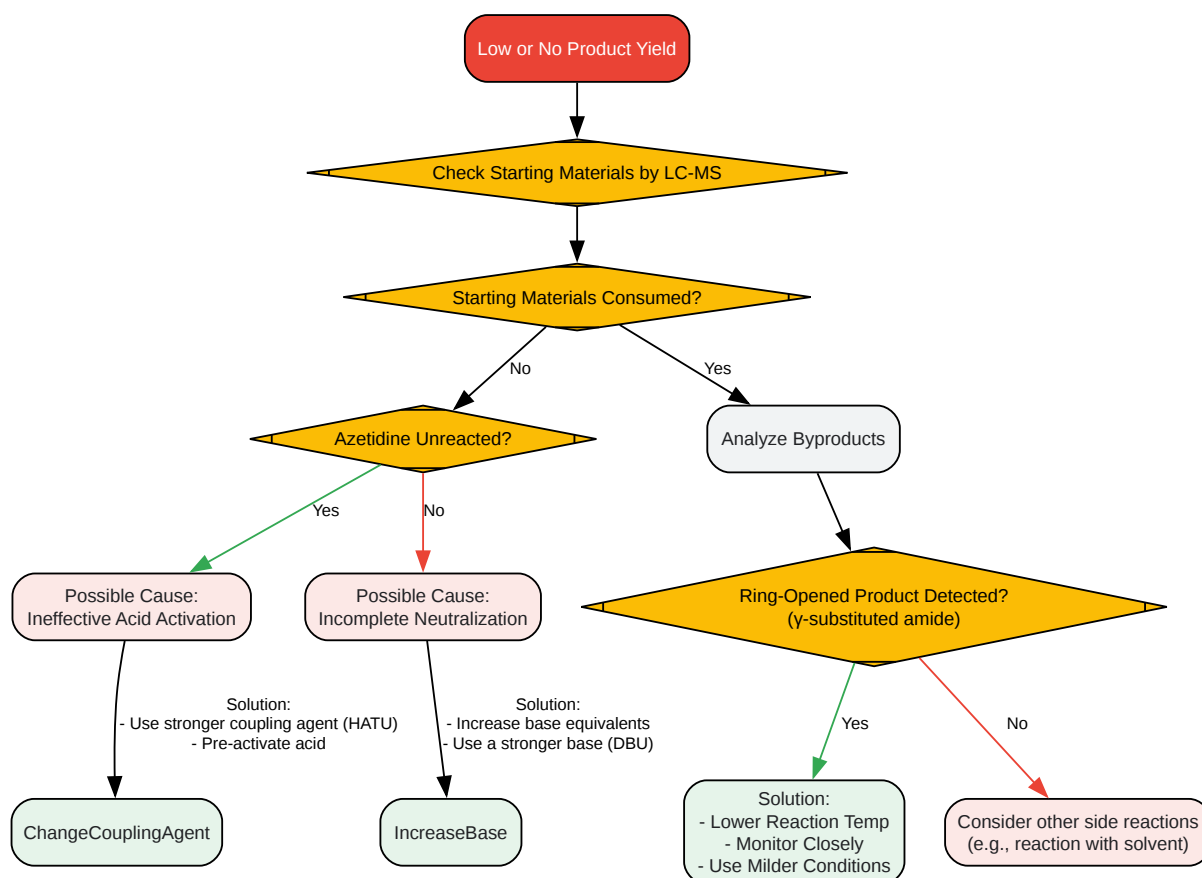 Low or No Product Yield
Check Starting Materials by LC-MS
Starting Materials Consumed?
No
Yes
Azetidine Unreacted?
Analyze Byproducts
Yes
No
Possible Cause:
Ineffective Acid Activation
Possible Cause:
Incomplete Neutralization
Ring-Opened Product Detected?
(γ-substituted amide)
Solution:
- Use stronger coupling agent (HATU)
- Pre-activate acid
Solution:
- Increase base equivalents
- Use a stronger base (DBU)
Yes
No
ChangeCouplingAgent
IncreaseBase
Solution:
- Lower Reaction Temp
- Monitor Closely
- Use Milder Conditions
Consider other side reactions
(e.g., reaction with solvent)